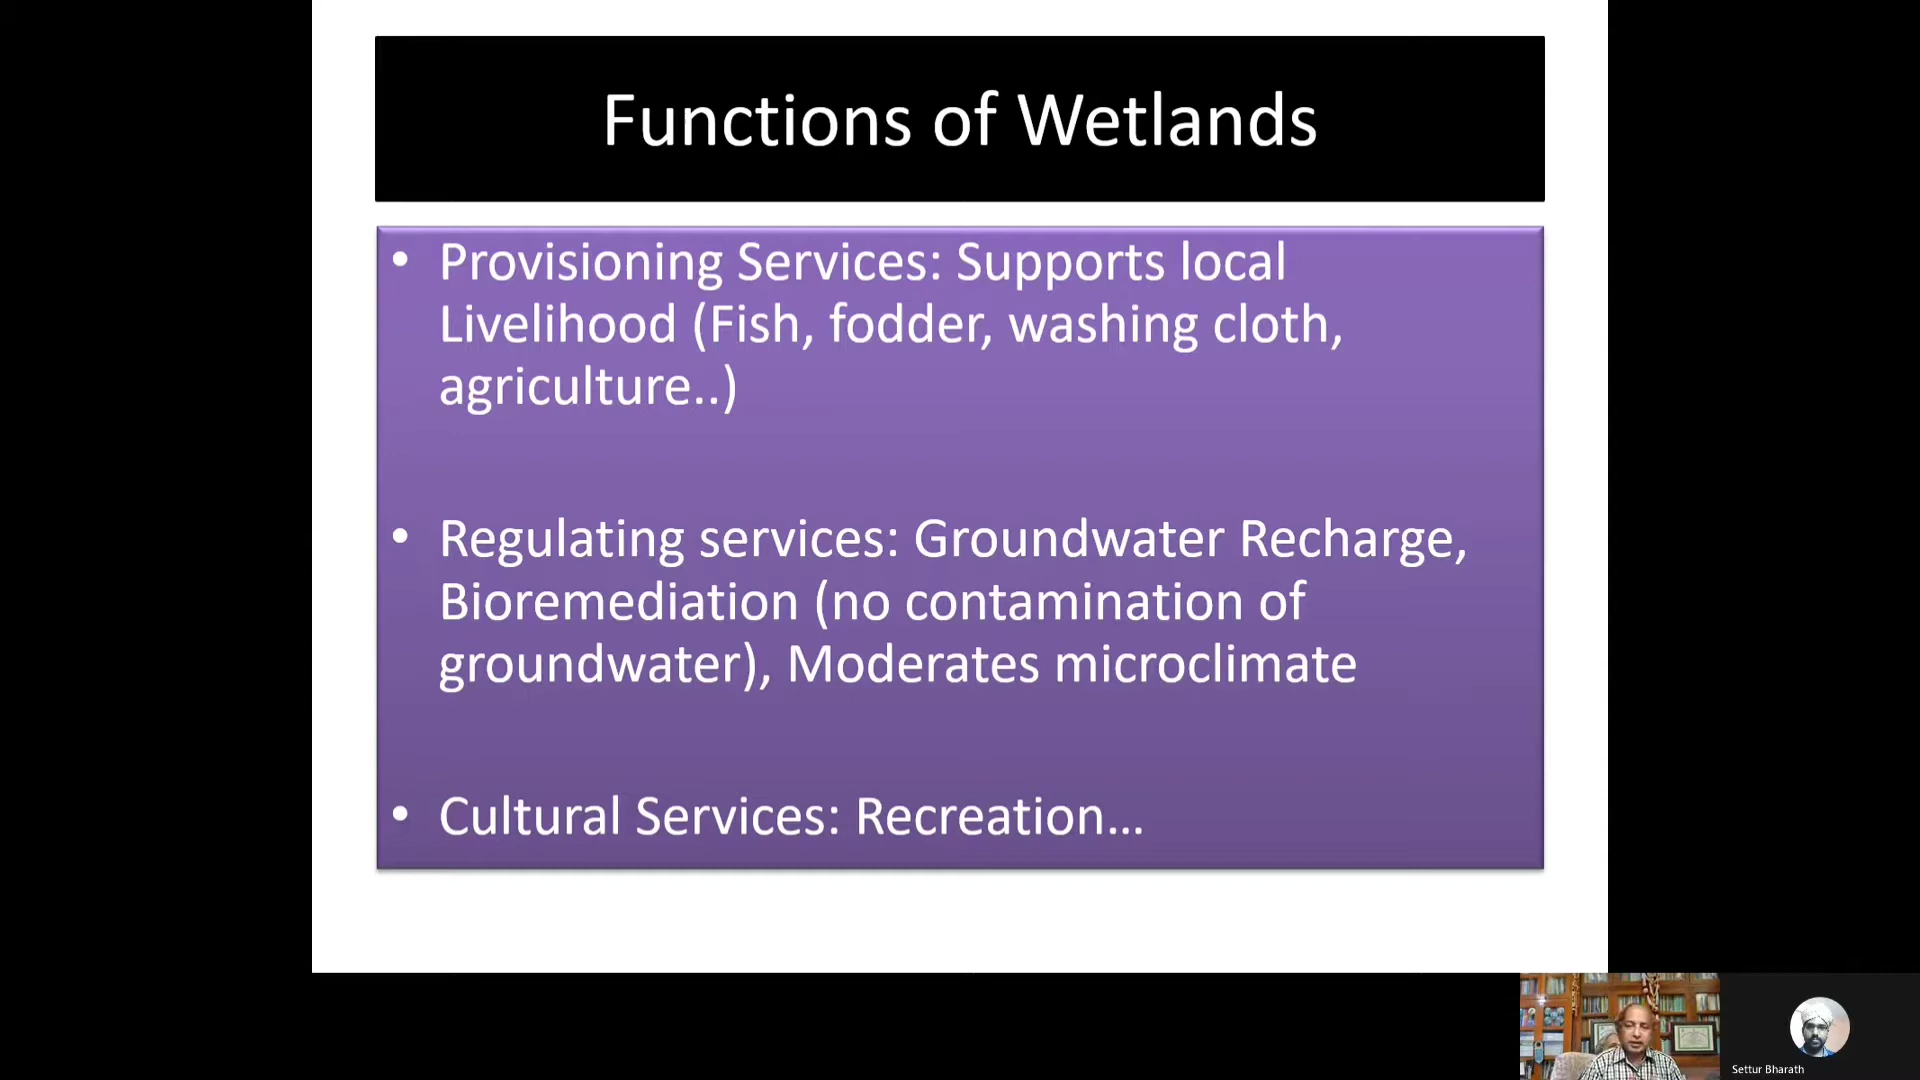 Functions of Wetlands
• Provisioning Services: Supports local
Livelihood (Fish, fodder, washing cloth,
agriculture..)
• Regulating services: Groundwater Recharge,
Bioremediation (no contamination of
groundwater), Moderates microclimate
• Cultural Services: Recreation...
Settur Bharath